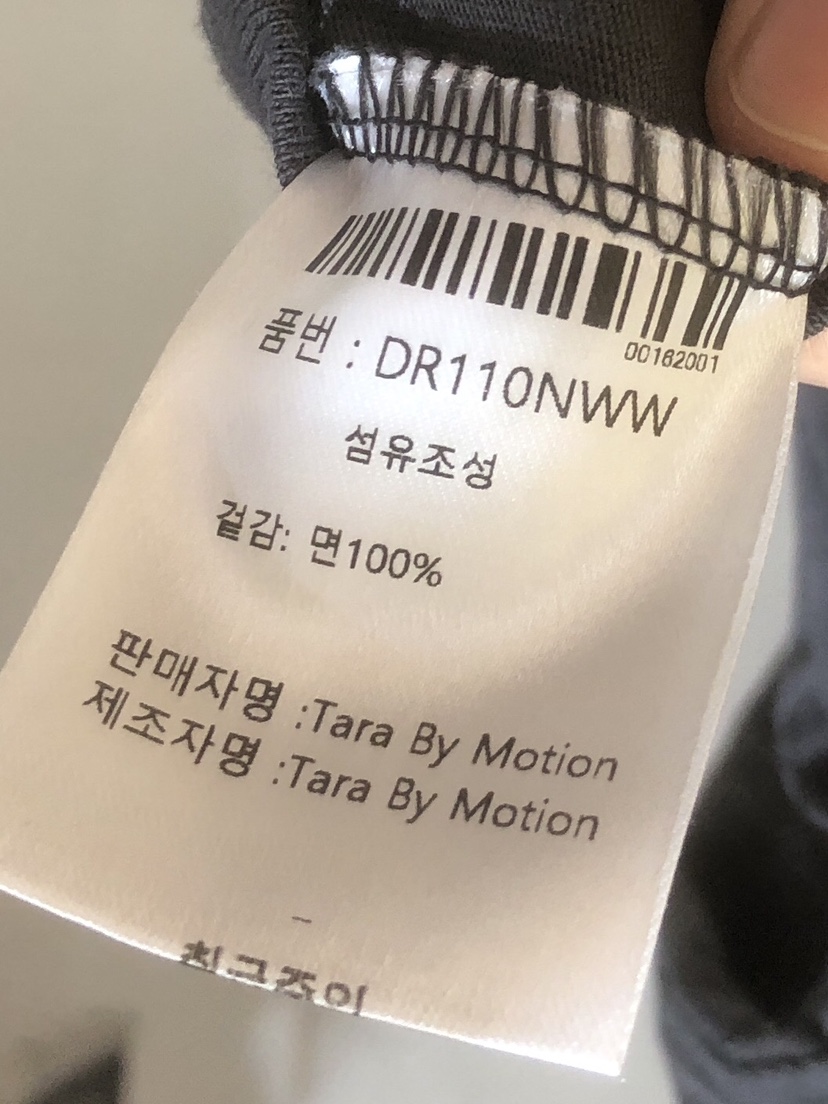 00162001
품번 : DR110NWW
섬유조성
겉감: 면100%
판매자명 :Tara By Motion
제조자명 :Tara By Motion
-